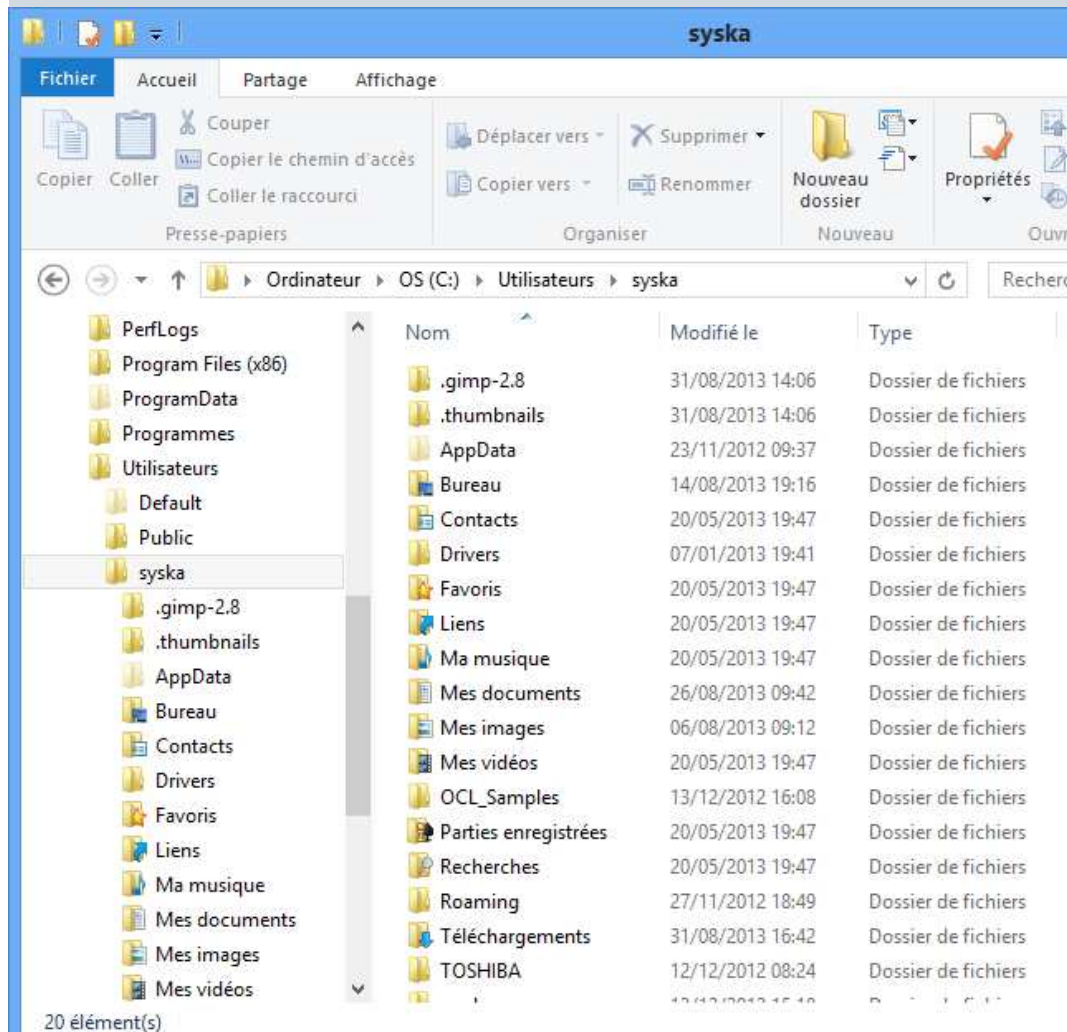 syska
Fichier Accueil Partage Affichage
Copier
Coller
Couper
Copier le chemin d'accès
Coller le raccourci
Presse-papiers
Déplacer vers
Copier vers
Supprimer
Renommer
Organiser
Nouveau dossier
Nouveau
Propriétés
Ouvr
Ordinateur OS (C:) Utilisateurs syska
Recherc
PerfLogs
Program Files (x86)
ProgramData
Programmes
Utilisateurs
Default
Public
syska
.gimp-2.8
.thumbnails
AppData
Bureau
Contacts
Drivers
Favoris
Liens
Ma musique
Mes documents
Mes images
Mes vidéos
Nom Modifié le Type
.gimp-2.8 31/08/2013 14:06 Dossier de fichiers
.thumbnails 31/08/2013 14:06 Dossier de fichiers
AppData 23/11/2012 09:37 Dossier de fichiers
Bureau 14/08/2013 19:16 Dossier de fichiers
Contacts 20/05/2013 19:47 Dossier de fichiers
Drivers 07/01/2013 19:41 Dossier de fichiers
Favoris 20/05/2013 19:47 Dossier de fichiers
Liens 20/05/2013 19:47 Dossier de fichiers
Ma musique 20/05/2013 19:47 Dossier de fichiers
Mes documents 26/08/2013 09:42 Dossier de fichiers
Mes images 06/08/2013 09:12 Dossier de fichiers
Mes vidéos 20/05/2013 19:47 Dossier de fichiers
OCL_Samples 13/12/2012 16:08 Dossier de fichiers
Parties enregistrées 20/05/2013 19:47 Dossier de fichiers
Recherches 20/05/2013 19:47 Dossier de fichiers
Roaming 27/11/2012 18:49 Dossier de fichiers
Téléchargements 31/08/2013 16:42 Dossier de fichiers
TOSHIBA 12/12/2012 08:24 Dossier de fichiers
20 élément(s)